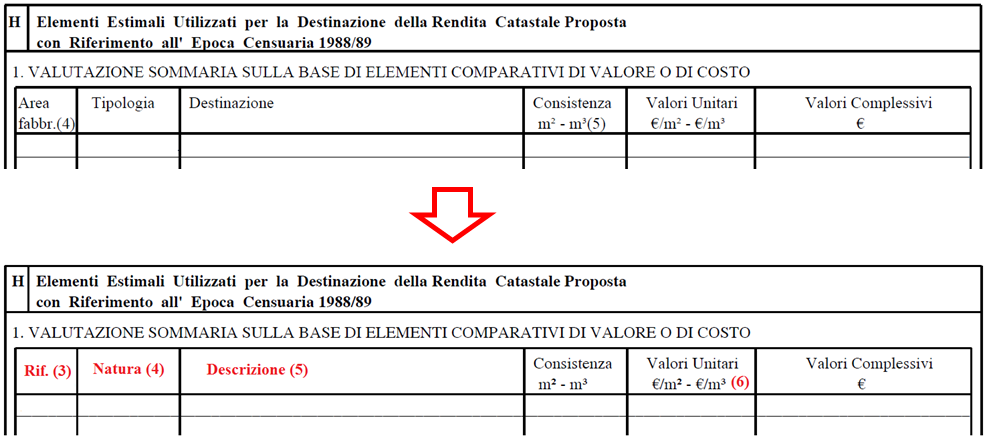 H Elementi Estimali Utilizzati per la Destinazione della Rendita Catastale Proposta
con Riferimento all' Epoca Censuaria 1988/89
1. VALUTAZIONE SOMMARIA SULLA BASE DI ELEMENTI COMPARATIVI DI VALORE O DI COSTO
Area Tipologia Destinazione Consistenza Valori Unitari Valori Complessivi
fabbr.(4) m² - m³(5) €/m² - €/m³ €
H Elementi Estimali Utilizzati per la Destinazione della Rendita Catastale Proposta
con Riferimento all' Epoca Censuaria 1988/89
1. VALUTAZIONE SOMMARIA SULLA BASE DI ELEMENTI COMPARATIVI DI VALORE O DI COSTO
Rif. (3) Natura (4) Descrizione (5) Consistenza Valori Unitari Valori Complessivi
m² - m³ €/m² - €/m³ (6) €